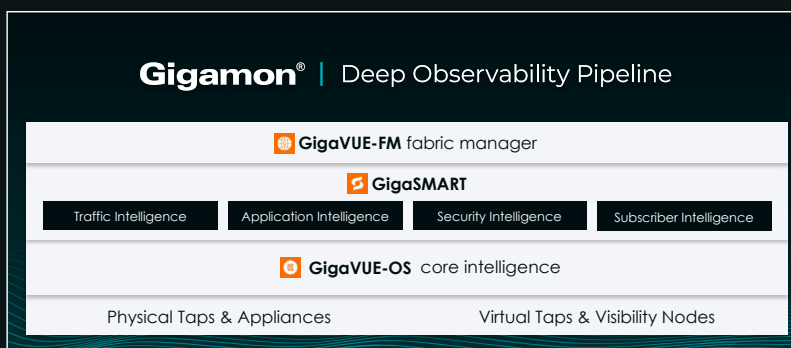 Gigamon® | Deep Observability Pipeline
GigaVUE-FM fabric manager
GigaSMART
Traffic Intelligence Application Intelligence Security Intelligence Subscriber Intelligence
GigaVUE-OS core intelligence
Physical Taps & Appliances Virtual Taps & Visibility Nodes